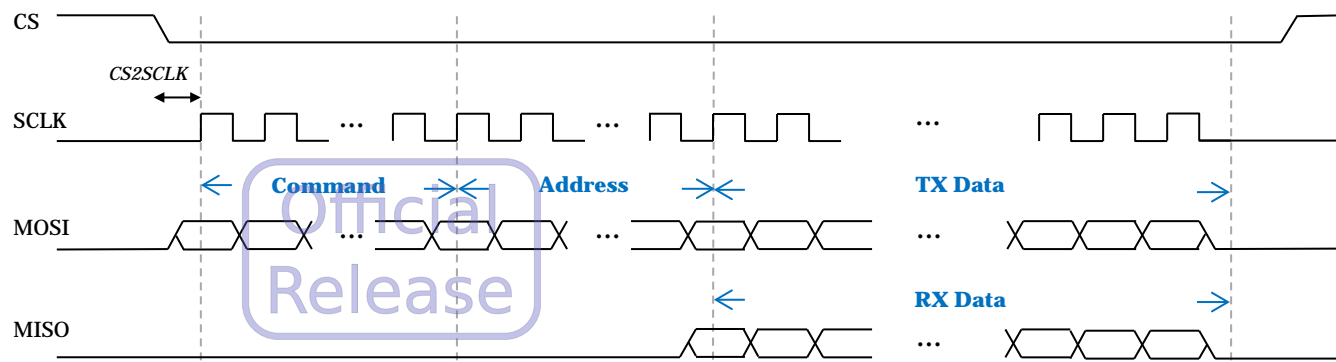 CS
CS2SCLK
SCLK ... ... ...
Command Address TX Data
Official
MOSI ... ... ...
Release
RX Data
MISO ...